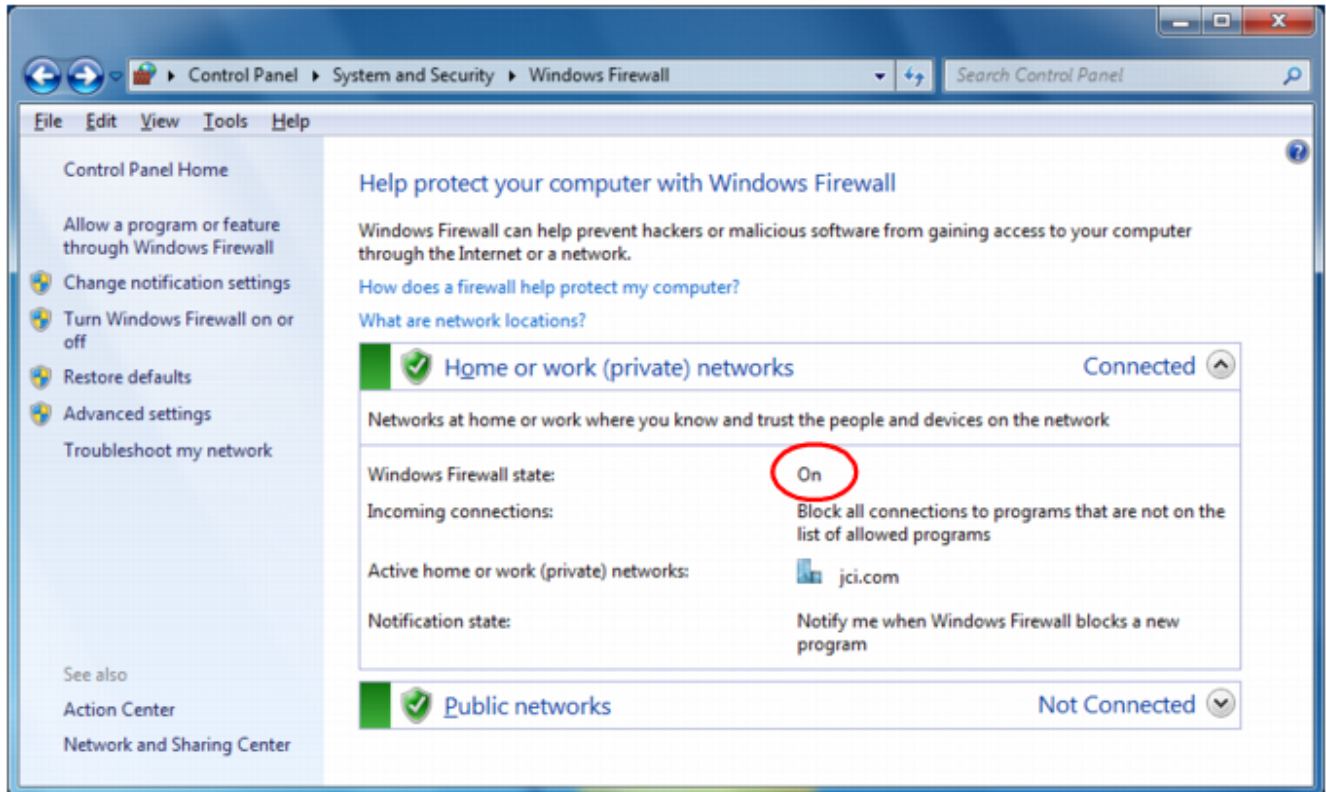 Control Panel ▸ System and Security ▸ Windows Firewall
Search Control Panel
File Edit View Tools Help
Control Panel Home
Allow a program or feature
through Windows Firewall
Change notification settings
Turn Windows Firewall on or
off
Restore defaults
Advanced settings
Troubleshoot my network
See also
Action Center
Network and Sharing Center
Help protect your computer with Windows Firewall
Windows Firewall can help prevent hackers or malicious software from gaining access to your computer
through the Internet or a network.
How does a firewall help protect my computer?
What are network locations?
Home or work (private) networks Connected
Networks at home or work where you know and trust the people and devices on the network
Windows Firewall state: On
Incoming connections: Block all connections to programs that are not on the
list of allowed programs
Active home or work (private) networks: jci.com
Notification state: Notify me when Windows Firewall blocks a new
program
Public networks Not Connected